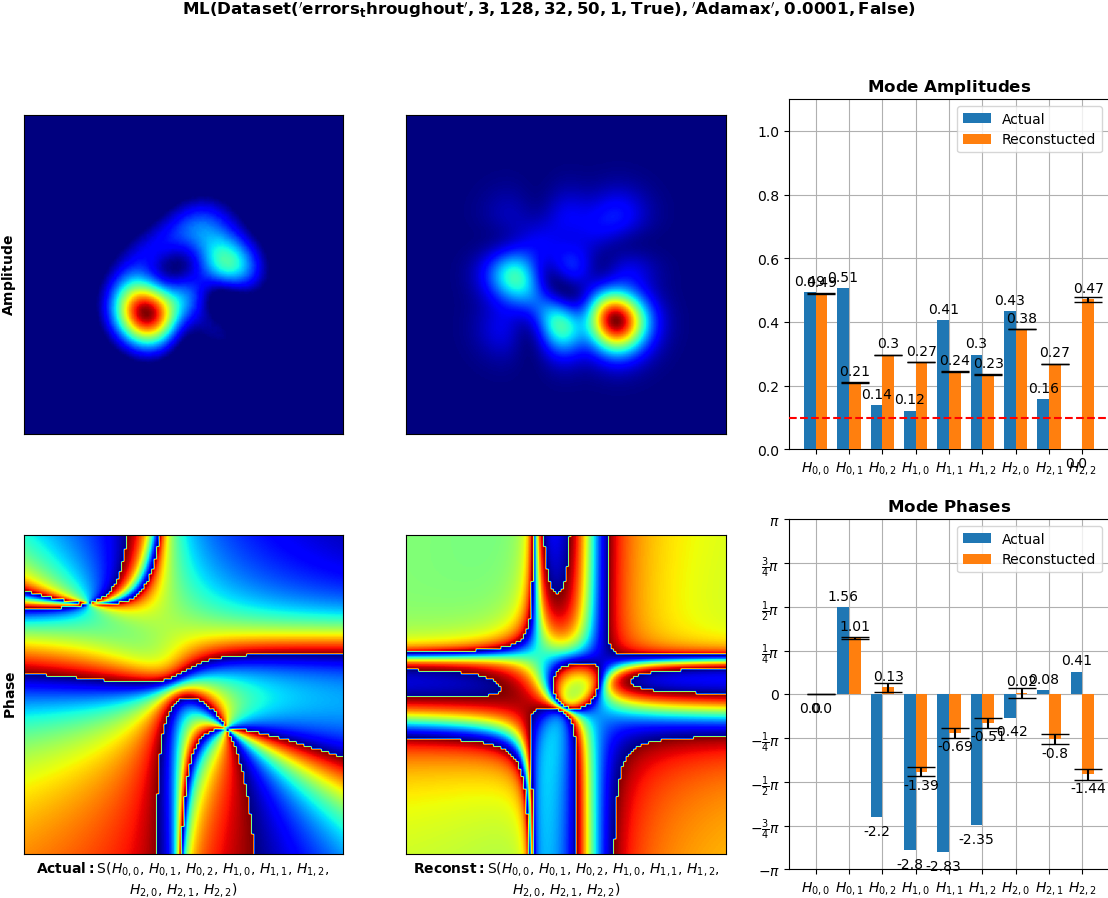 ML(Dataset('errors_throughout', 3, 128, 32, 50, 1, True), 'Adamax', 0.0001, False)
Amplitude
Mode Amplitudes
Actual
Reconstucted
1.0
0.8
0.6
0.4
0.2
0.0
0.49 0.49 0.51 0.21 0.14 0.3 0.12 0.27 0.41 0.24 0.3 0.23 0.43 0.38 0.16 0.27 0.0 0.47
H0,0 H0,1 H0,2 H1,0 H1,1 H1,2 H2,0 H2,1 H2,2
Phase
Actual: S(H0,0, H0,1, H0,2, H1,0, H1,1, H1,2,
H2,0, H2,1, H2,2)
Reconst: S(H0,0, H0,1, H0,2, H1,0, H1,1, H1,2,
H2,0, H2,1, H2,2)
Mode Phases
Actual
Reconstucted
π
3/4π
1/2π
1/4π
0
−1/4π
−1/2π
−3/4π
−π
0.0 0.0 1.56 1.01 -2.2 0.13 -2.8 -1.39 -2.83 -0.69 -2.35 -0.51 -0.42 0.02 0.08 -0.8 0.41 -1.44
H0,0 H0,1 H0,2 H1,0 H1,1 H1,2 H2,0 H2,1 H2,2